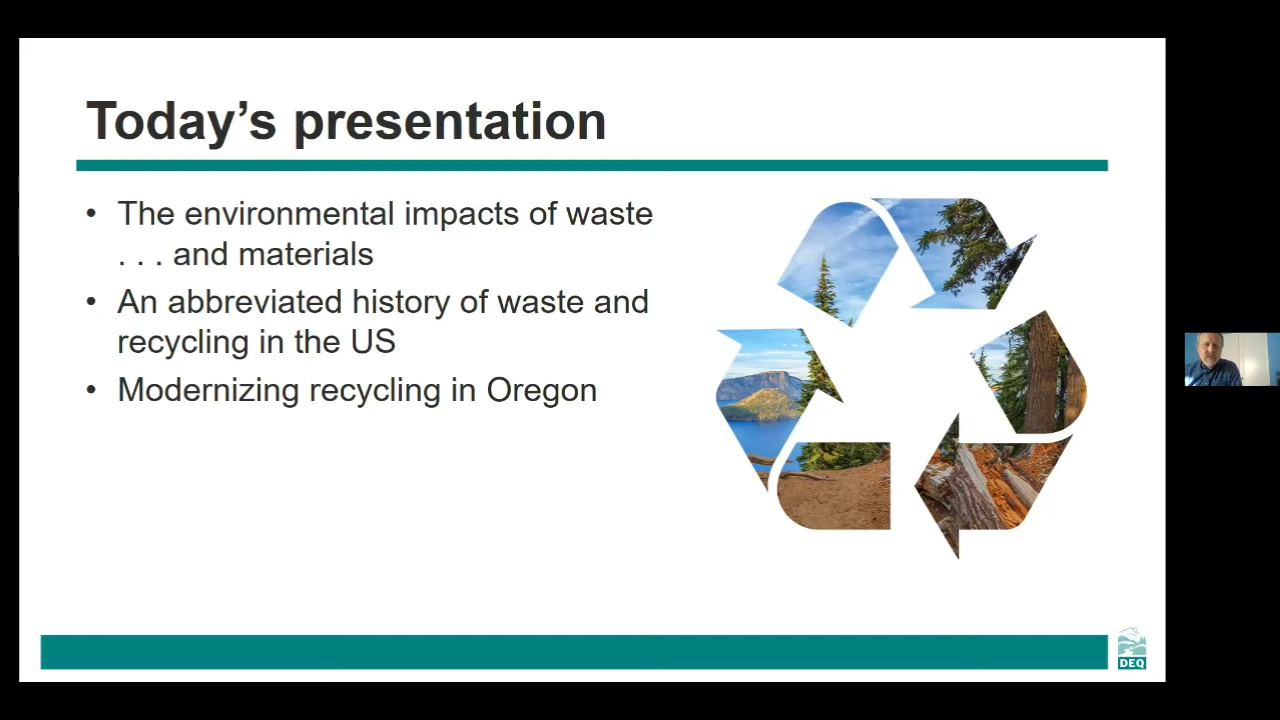 Today’s presentation
• The environmental impacts of waste
. . . and materials
• An abbreviated history of waste and
recycling in the US
• Modernizing recycling in Oregon
DEQ